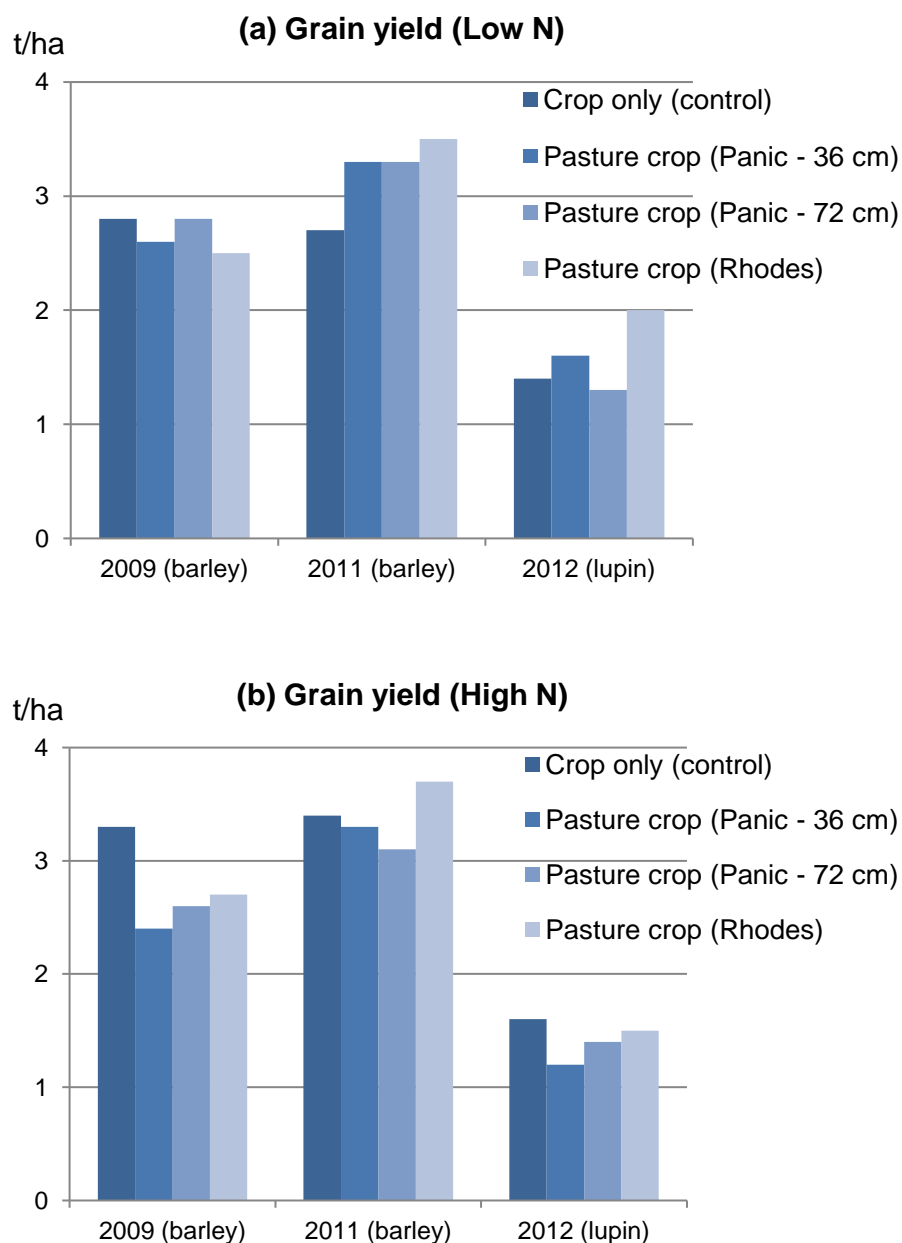 (a) Grain yield (Low N)
t/ha
4
3
2
1
0
Crop only (control)
Pasture crop (Panic - 36 cm)
Pasture crop (Panic - 72 cm)
Pasture crop (Rhodes)
2009 (barley) 2011 (barley) 2012 (lupin)
(b) Grain yield (High N)
t/ha
4
3
2
1
0
Crop only (control)
Pasture crop (Panic - 36 cm)
Pasture crop (Panic - 72 cm)
Pasture crop (Rhodes)
2009 (barley) 2011 (barley) 2012 (lupin)